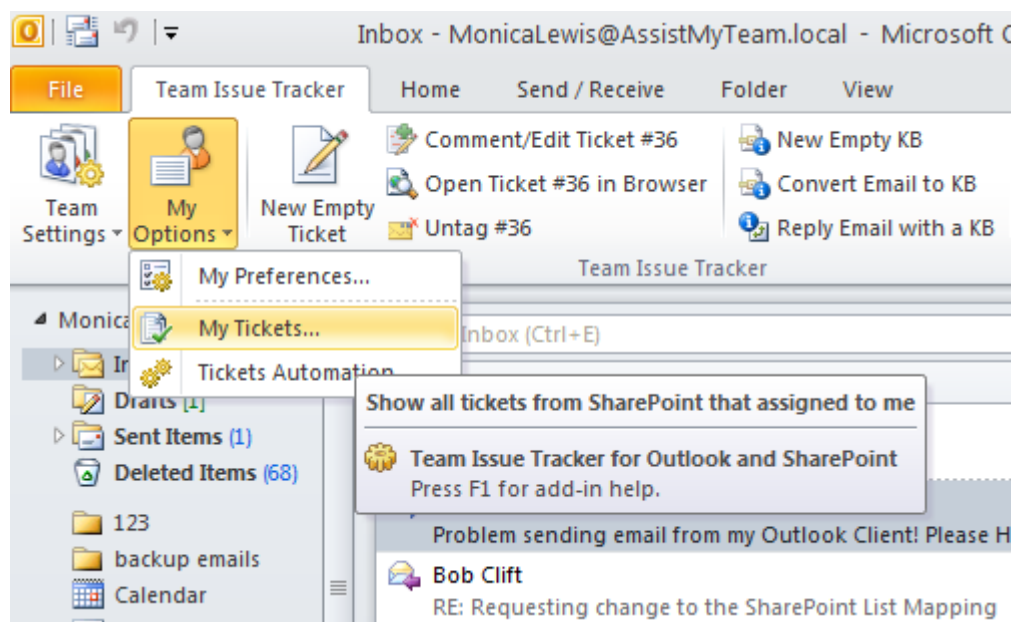 Inbox - MonicaLewis@AssistMyTeam.local - Microsoft
File Team Issue Tracker Home Send / Receive Folder View
Team Settings
My Options
New Empty Ticket
Comment/Edit Ticket #36
Open Ticket #36 in Browser
Untag #36
New Empty KB
Convert Email to KB
Reply Email with a KB
Team Issue Tracker
My Preferences...
My Tickets...
Tickets Automation
Show all tickets from SharePoint that assigned to me
Team Issue Tracker for Outlook and SharePoint
Press F1 for add-in help.
Monica
Inbox (Ctrl+E)
Drafts [1]
Sent Items (1)
Deleted Items (68)
123
backup emails
Calendar
Problem sending email from my Outlook Client! Please H
Bob Clift
RE: Requesting change to the SharePoint List Mapping